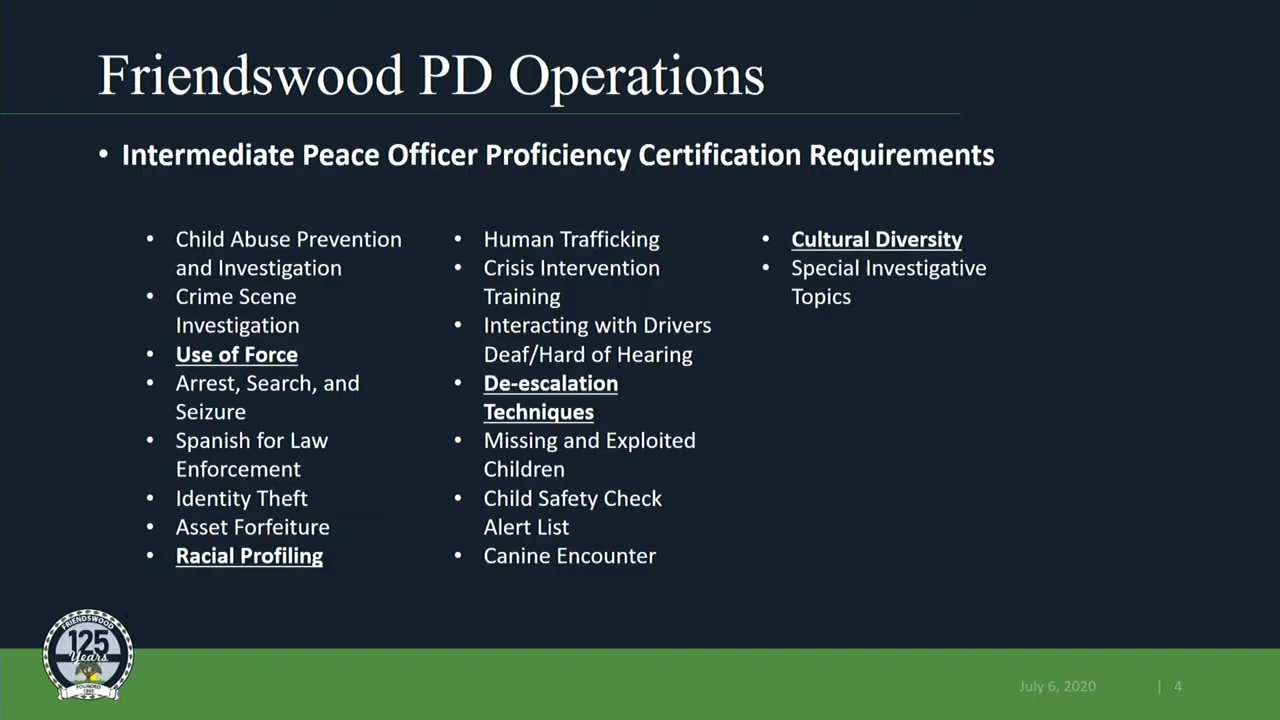 Friendswood PD Operations
• Intermediate Peace Officer Proficiency Certification Requirements
• Child Abuse Prevention
and Investigation
• Crime Scene
Investigation
• Use of Force
• Arrest, Search, and
Seizure
• Spanish for Law
Enforcement
• Identity Theft
• Asset Forfeiture
• Racial Profiling
• Human Trafficking
• Crisis Intervention
Training
• Interacting with Drivers
Deaf/Hard of Hearing
• De-escalation
Techniques
• Missing and Exploited
Children
• Child Safety Check
Alert List
• Canine Encounter
• Cultural Diversity
• Special Investigative
Topics
FRIENDSWOOD
125
Years
FOUNDED
1895
July 6, 2020 | 4